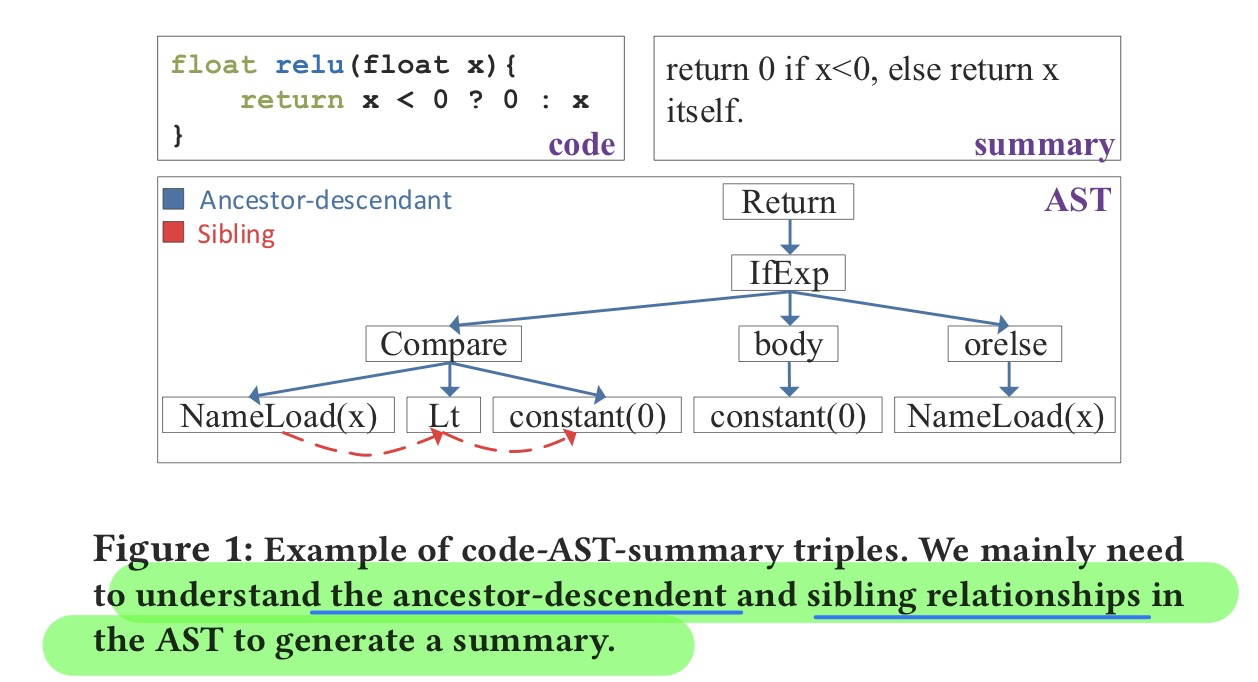 float relu(float x){
return x < 0 ? 0 : x
}
code
return 0 if x<0, else return x
itself.
summary
Ancestor-descendant
Sibling
AST
Return
IfExp
Compare
body
orelse
NameLoad(x)
Lt
constant(0)
constant(0)
NameLoad(x)
Figure 1: Example of code-AST-summary triples. We mainly need
to understand the ancestor-descendent and sibling relationships in
the AST to generate a summary.